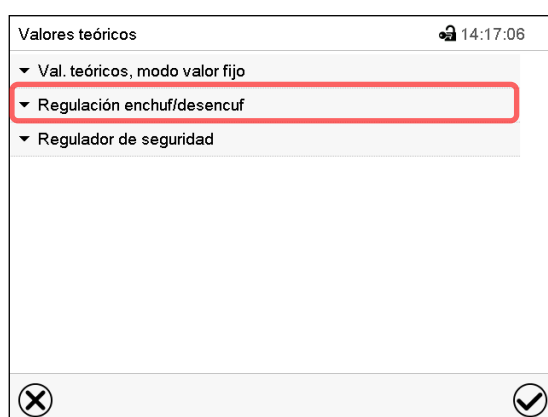 Valores teóricos 14:17:06
Val. teóricos, modo valor fijo
Regulación enchuf/desencuf
Regulador de seguridad